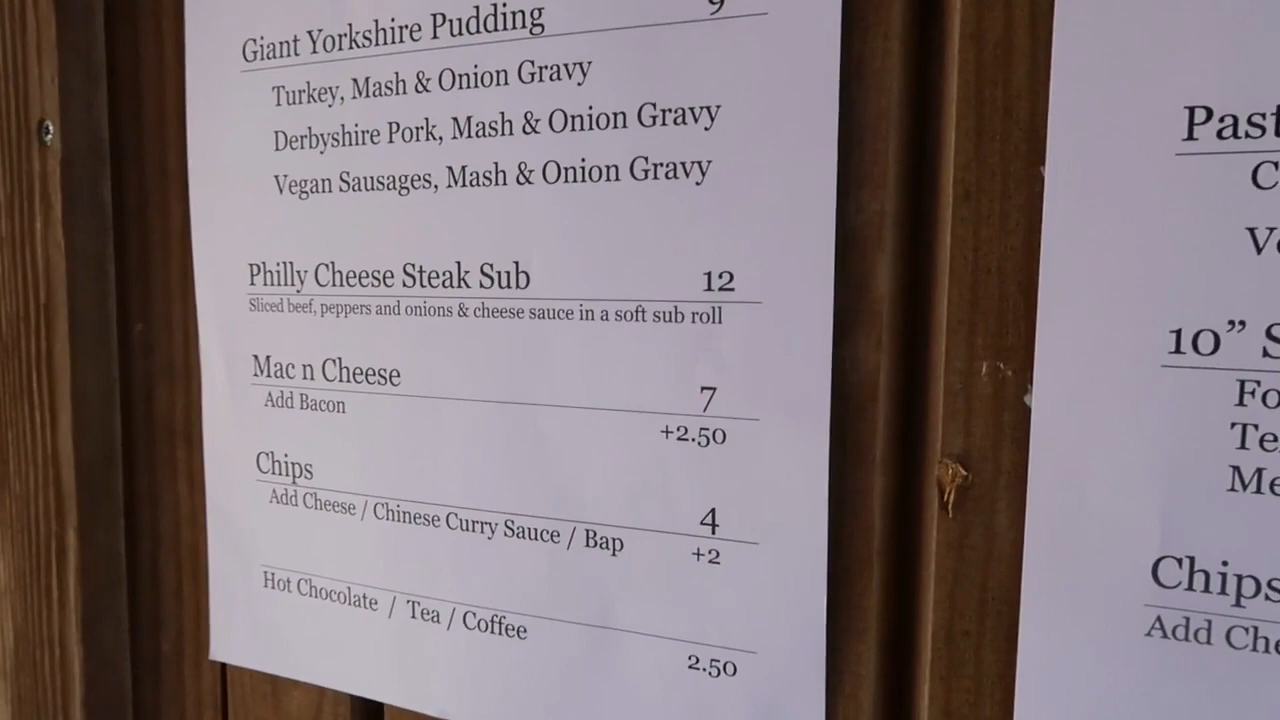 Giant Yorkshire Pudding 9
Turkey, Mash & Onion Gravy
Derbyshire Pork, Mash & Onion Gravy
Vegan Sausages, Mash & Onion Gravy
Philly Cheese Steak Sub 12
Sliced beef, peppers and onions & cheese sauce in a soft sub roll
Mac n Cheese 7
Add Bacon +2.50
Chips 4
Add Cheese / Chinese Curry Sauce / Bap +2
Hot Chocolate / Tea / Coffee 2.50
10”
Chips
Add